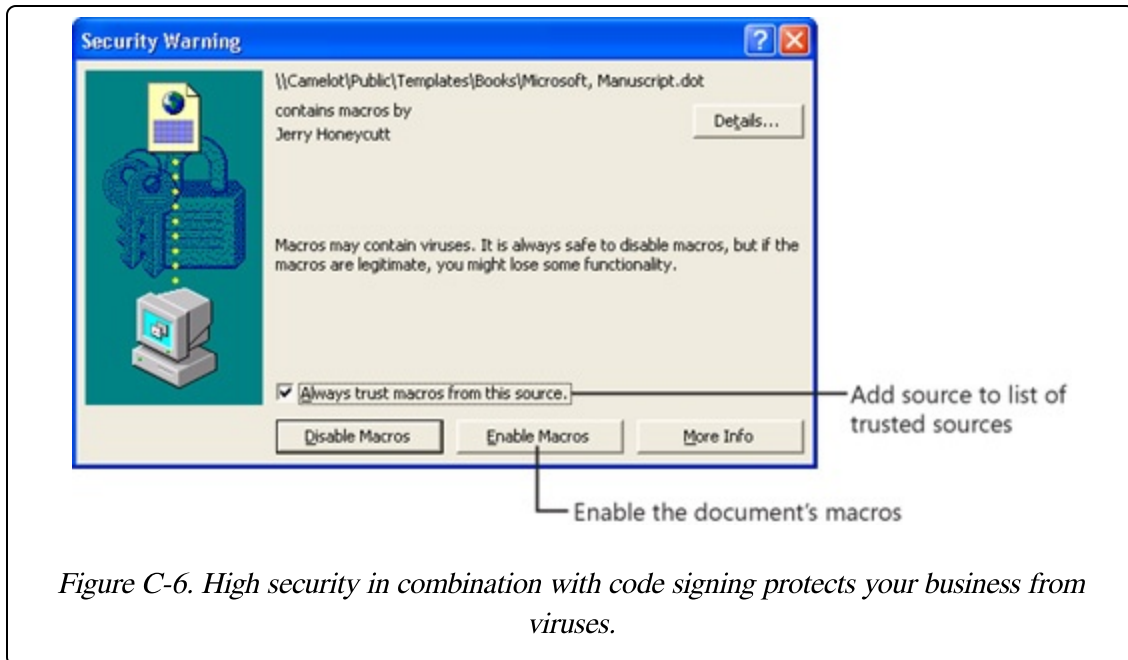 Security Warning
\\Camelot\Public\Templates\Books\Microsoft, Manuscript.dot
contains macros by
Jerry Honeycutt
Details...
Macros may contain viruses. It is always safe to disable macros, but if the
macros are legitimate, you might lose some functionality.
Always trust macros from this source.
Add source to list of
trusted sources
Disable Macros
Enable Macros
More Info
Enable the document's macros
Figure C-6. High security in combination with code signing protects your business from
viruses.